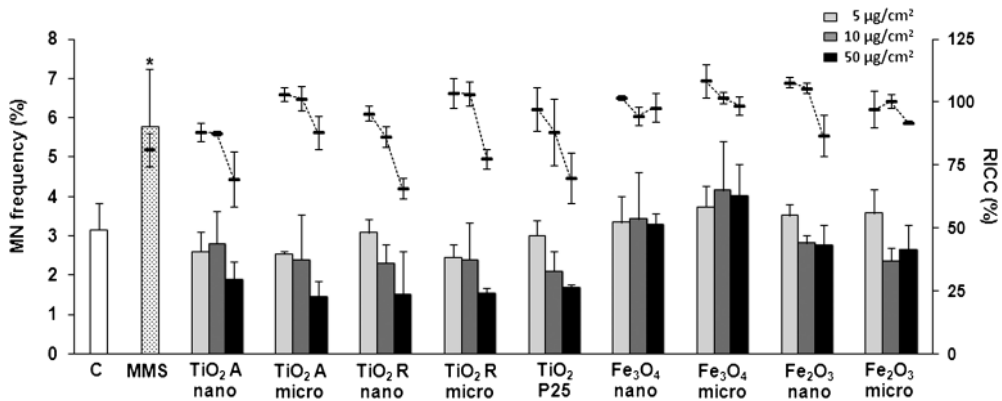 5 µg/cm²
10 µg/cm²
50 µg/cm²
8
7
6
5
4
3
2
1
0
MN frequency (%)
*
125
100
75
50
25
0
RICC (%)
C
MMS
TiO₂ A
nano
TiO₂ A
micro
TiO₂ R
nano
TiO₂ R
micro
TiO₂
P25
Fe₃O₄
nano
Fe₃O₄
micro
Fe₂O₃
nano
Fe₂O₃
micro